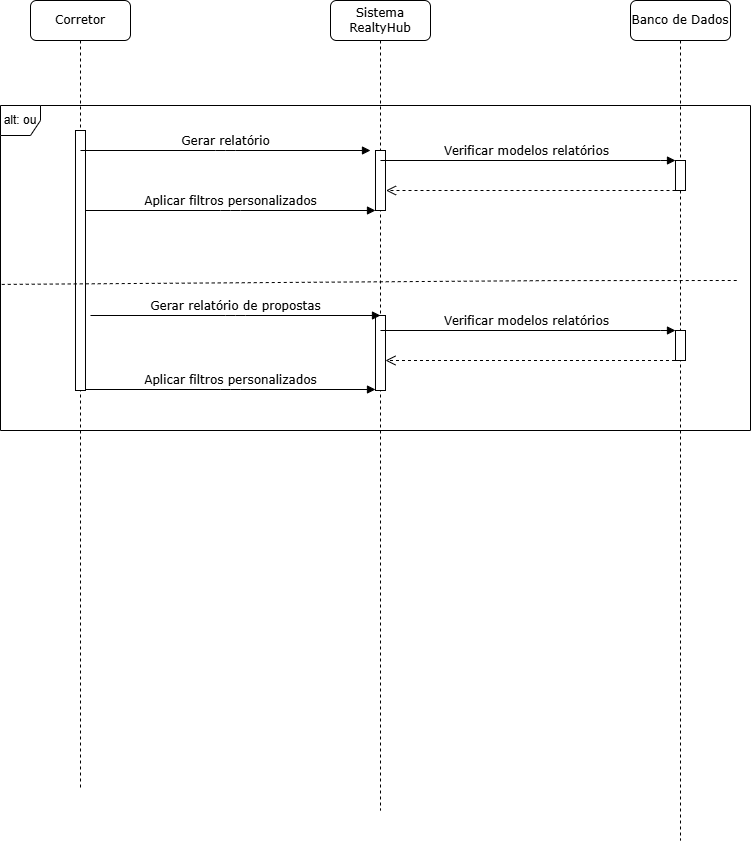 Corretor
Sistema
RealtyHub
Banco de Dados
alt: ou
Gerar relatório
Verificar modelos relatórios
Aplicar filtros personalizados
Gerar relatório de propostas
Verificar modelos relatórios
Aplicar filtros personalizados